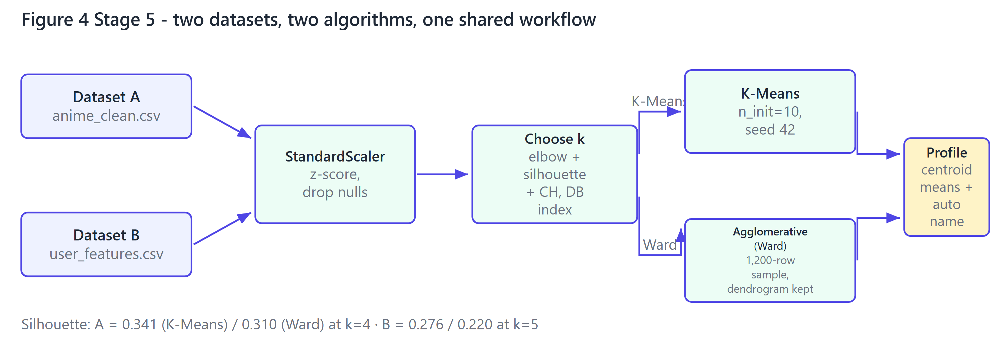 Figure 4 Stage 5 - two datasets, two algorithms, one shared workflow
Dataset A
anime_clean.csv
Dataset B
user_features.csv
StandardScaler
z-score,
drop nulls
Choose k
elbow +
silhouette
+ CH, DB
index
K-Means
K-Means
n_init=10,
seed 42
Ward
Agglomerative
(Ward)
1,200-row
sample,
dendrogram kept
Profile
centroid
means +
auto
name
Silhouette: A = 0.341 (K-Means) / 0.310 (Ward) at k=4 · B = 0.276 / 0.220 at k=5